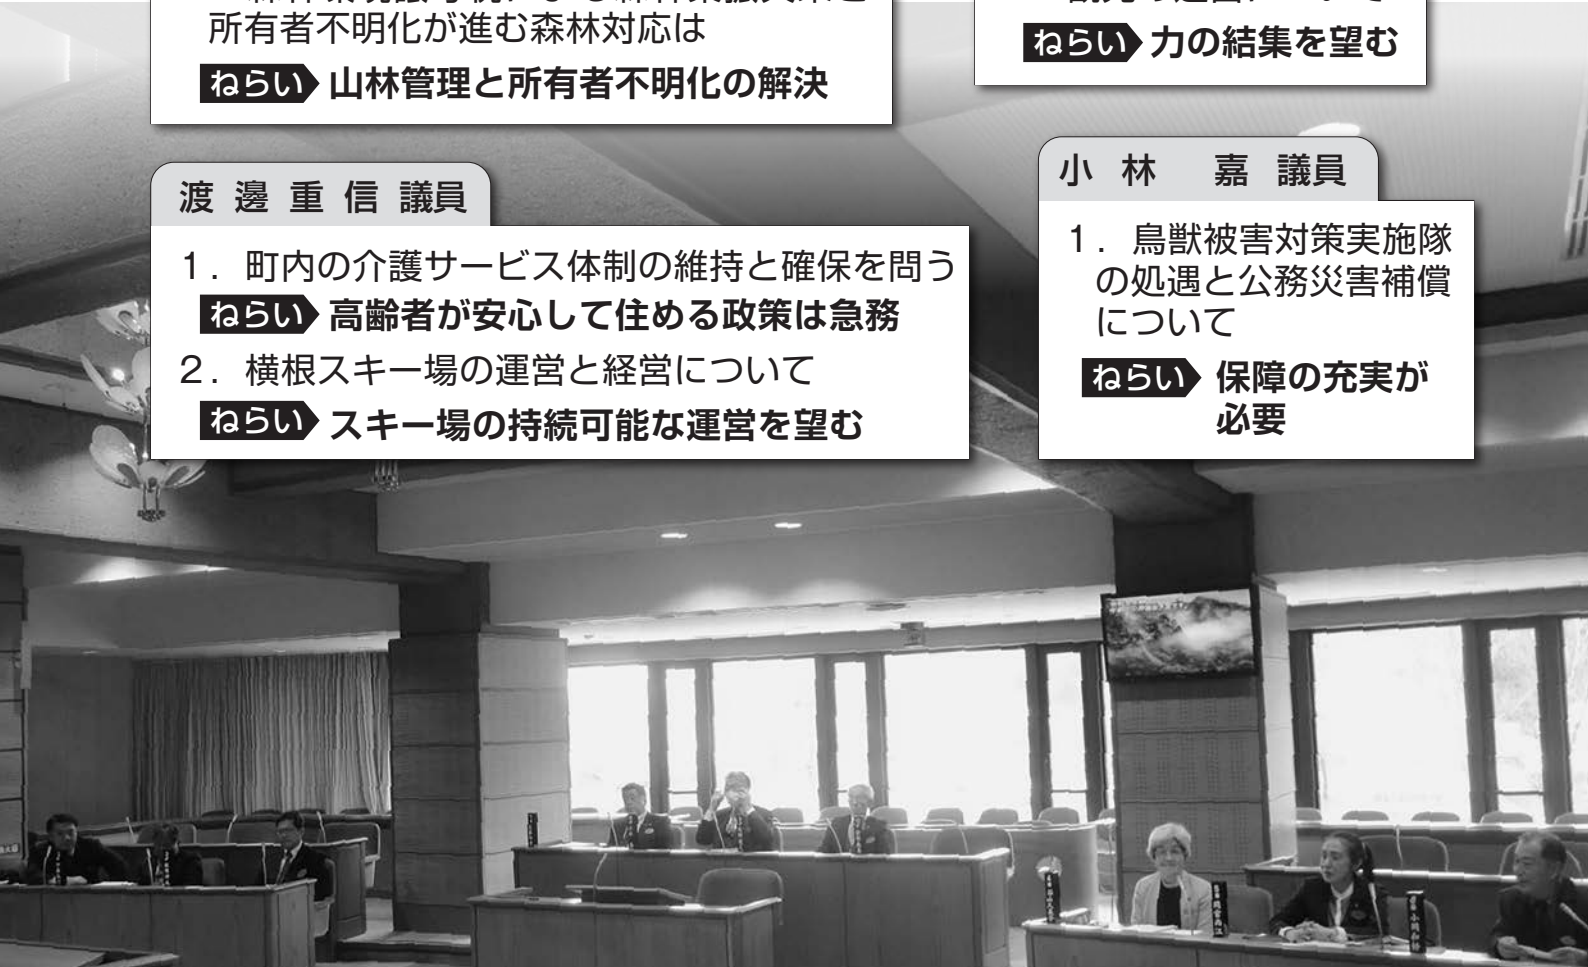 所有者不明化が進む森林対応は
ねらい 山林管理と所有者不明化の解決
ねらい 力の結集を望む
渡邊重信 議員
1．町内の介護サービス体制の維持と確保を問う
ねらい 高齢者が安心して住める政策は急務
2．横根スキー場の運営と経営について
ねらい スキー場の持続可能な運営を望む
小林 嘉 議員
1．鳥獣被害対策実施隊
の処遇と公務災害補償
について
ねらい 保障の充実が
必要